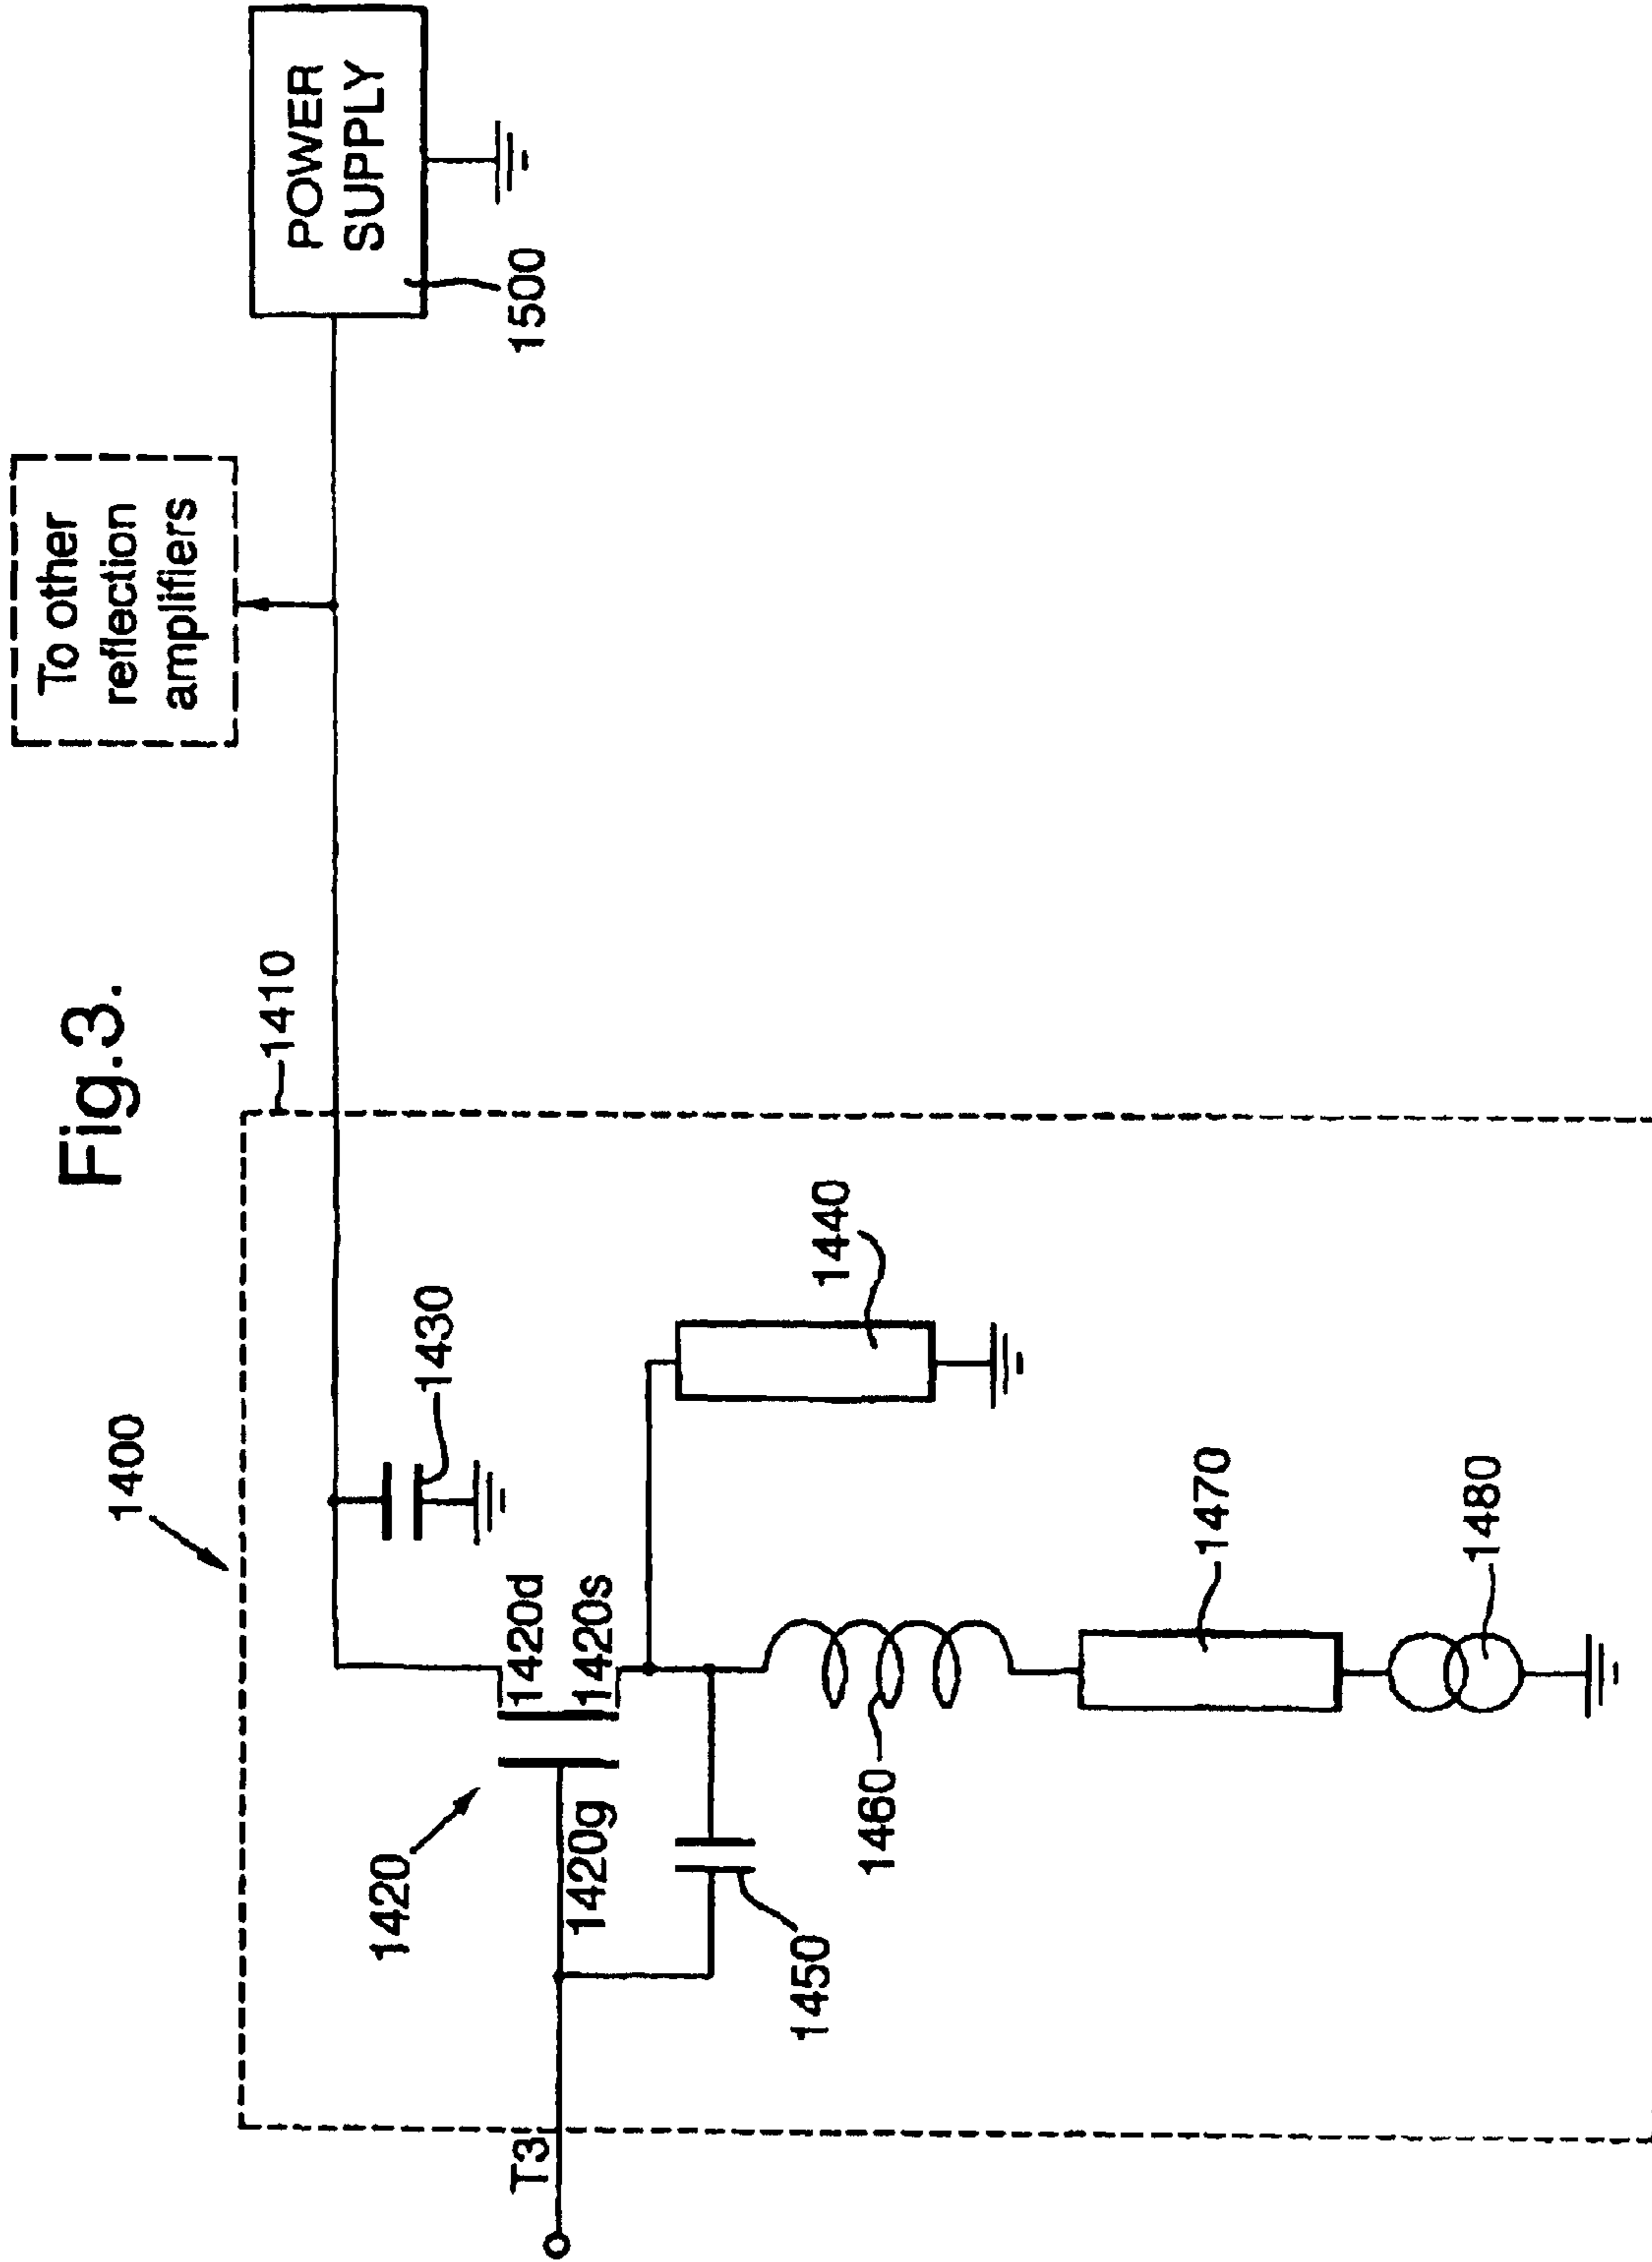 Fig.3.
To other
reflection
amplifiers
POWER
SUPPLY
1500
1400
1410
1430
1420d
1420s
1420
1420g
1440
T3
1450
1460
1470
1480